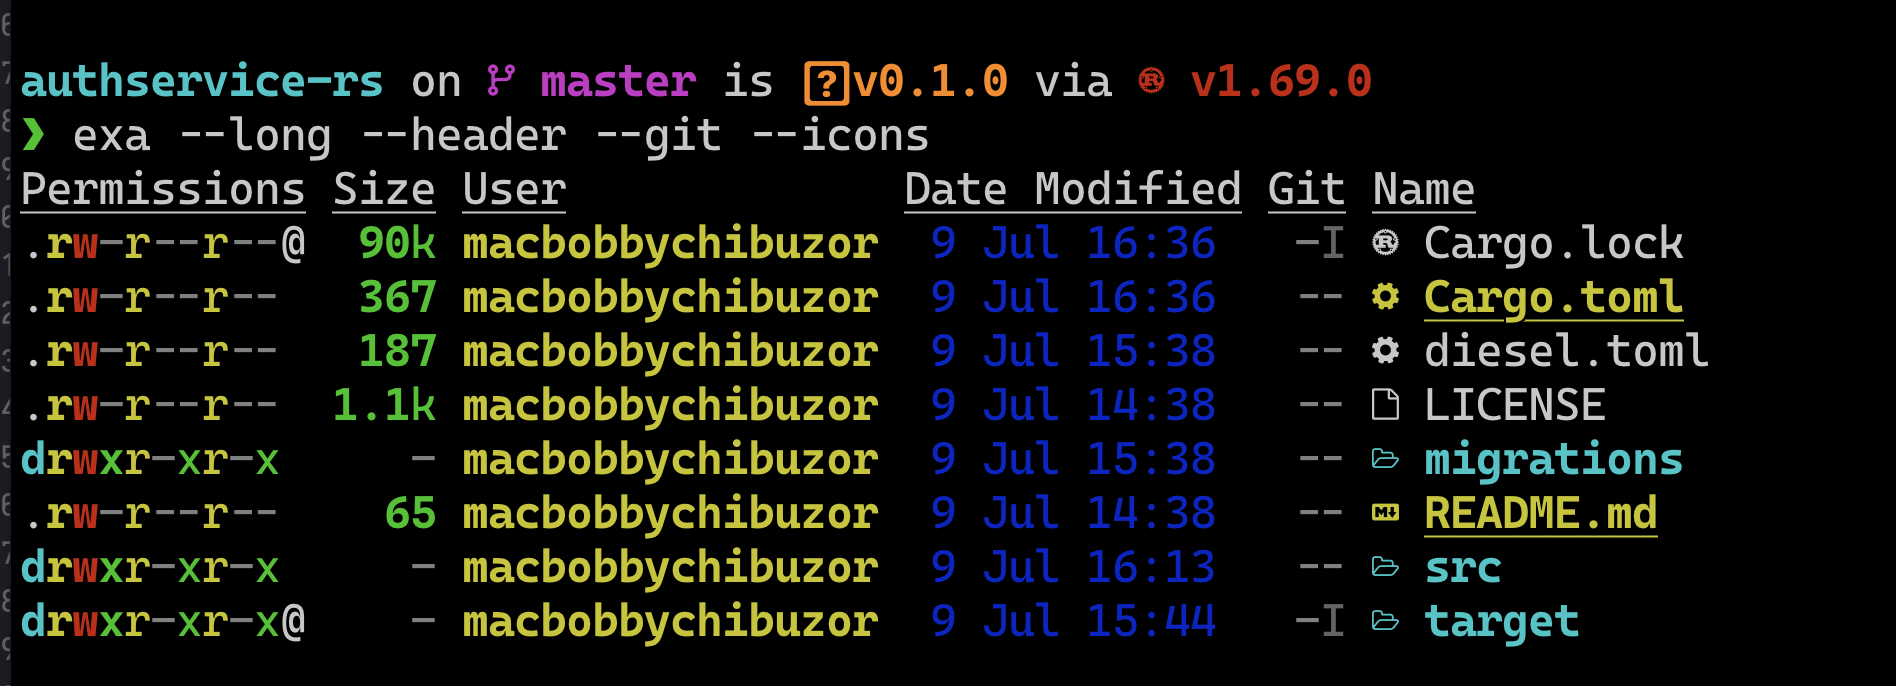 authservice-rs on master is [?]v0.1.0 via v1.69.0
❯ exa --long --header --git --icons
Permissions Size User Date Modified Git Name
.rw-r--r--@ 90k macbobbychibuzor 9 Jul 16:36 -I Cargo.lock
.rw-r--r-- 367 macbobbychibuzor 9 Jul 16:36 -- Cargo.toml
.rw-r--r-- 187 macbobbychibuzor 9 Jul 15:38 -- diesel.toml
.rw-r--r-- 1.1k macbobbychibuzor 9 Jul 14:38 -- LICENSE
drwxr-xr-x - macbobbychibuzor 9 Jul 15:38 -- migrations
.rw-r--r-- 65 macbobbychibuzor 9 Jul 14:38 -- README.md
drwxr-xr-x - macbobbychibuzor 9 Jul 16:13 -- src
drwxr-xr-x@ - macbobbychibuzor 9 Jul 15:44 -I target